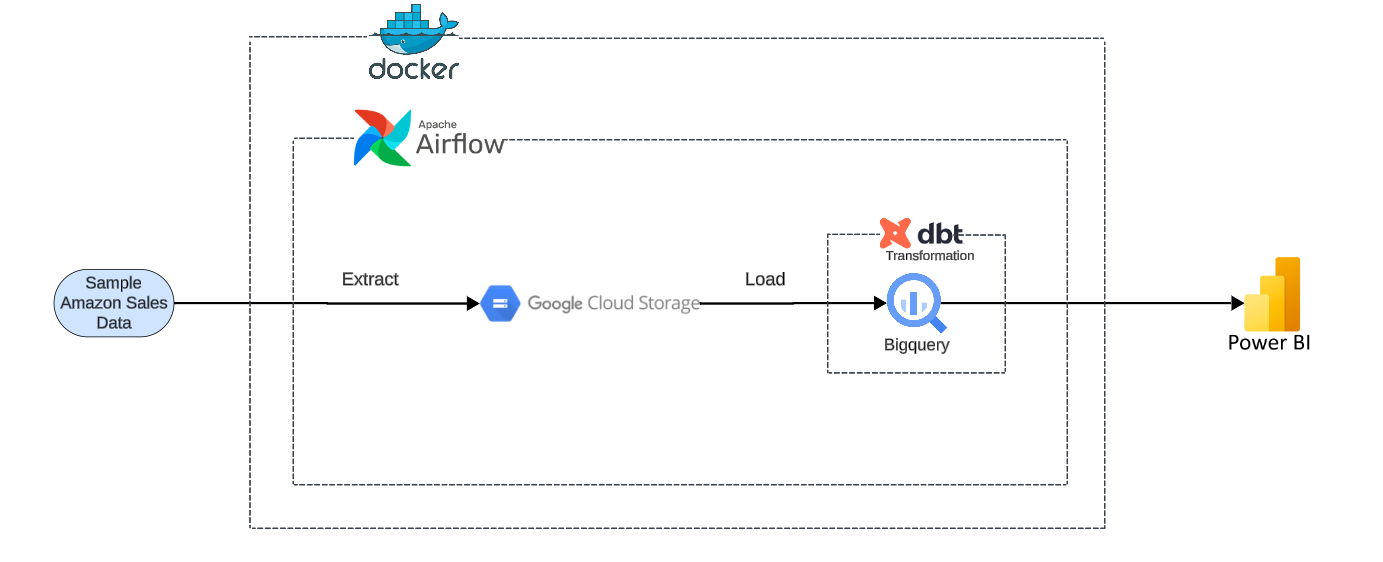 docker
Apache
Airflow
dbt
Transformation
Sample
Amazon Sales
Data
Extract
Google Cloud Storage
Load
Bigquery
Power BI